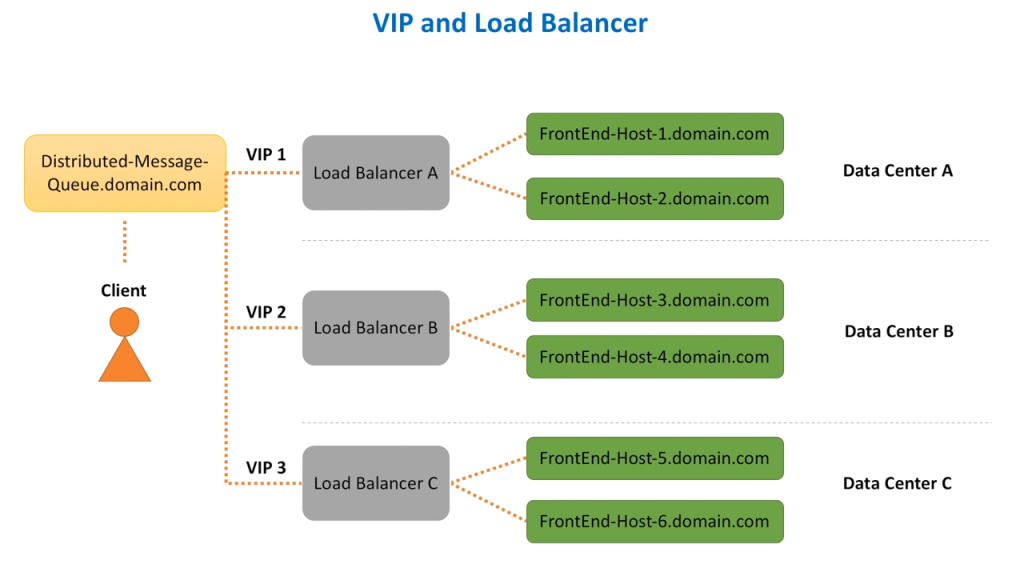 VIP and Load Balancer
Distributed-Message-
Queue.domain.com
Client
VIP 1
Load Balancer A
FrontEnd-Host-1.domain.com
FrontEnd-Host-2.domain.com
Data Center A
VIP 2
Load Balancer B
FrontEnd-Host-3.domain.com
FrontEnd-Host-4.domain.com
Data Center B
VIP 3
Load Balancer C
FrontEnd-Host-5.domain.com
FrontEnd-Host-6.domain.com
Data Center C